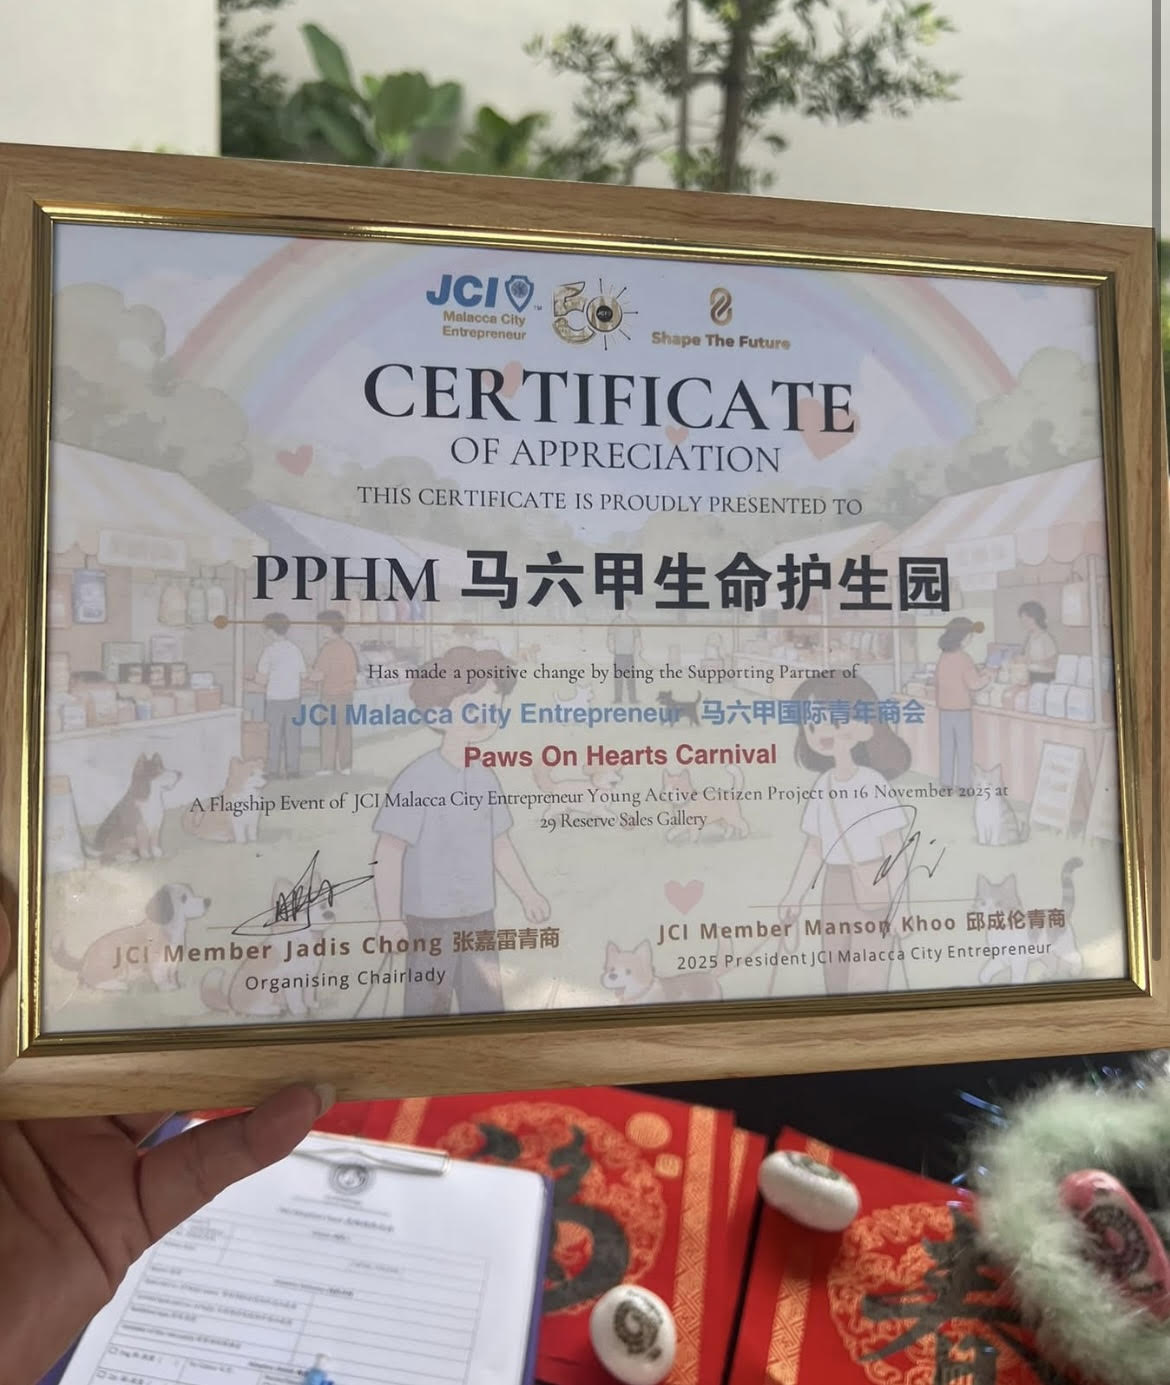 JCI
Malacca City
Entrepreneur
50
Shape The Future
CERTIFICATE
OF APPRECIATION
THIS CERTIFICATE IS PROUDLY PRESENTED TO
PPHM 马六甲生命护生园
Has made a positive change by being the Supporting Partner of
JCI Malacca City Entrepreneur 马六甲国际青年商会
Paws On Hearts Carnival
A Flagship Event of JCI Malacca City Entrepreneur Young Active Citizen Project on 16 November 2025 at
29 Reserve Sales Gallery
JCI Member Jadis Chong 张嘉雷青商
Organising Chairlady
JCI Member Manson Khoo 邱成伦青商
2025 President JCI Malacca City Entrepreneur
春